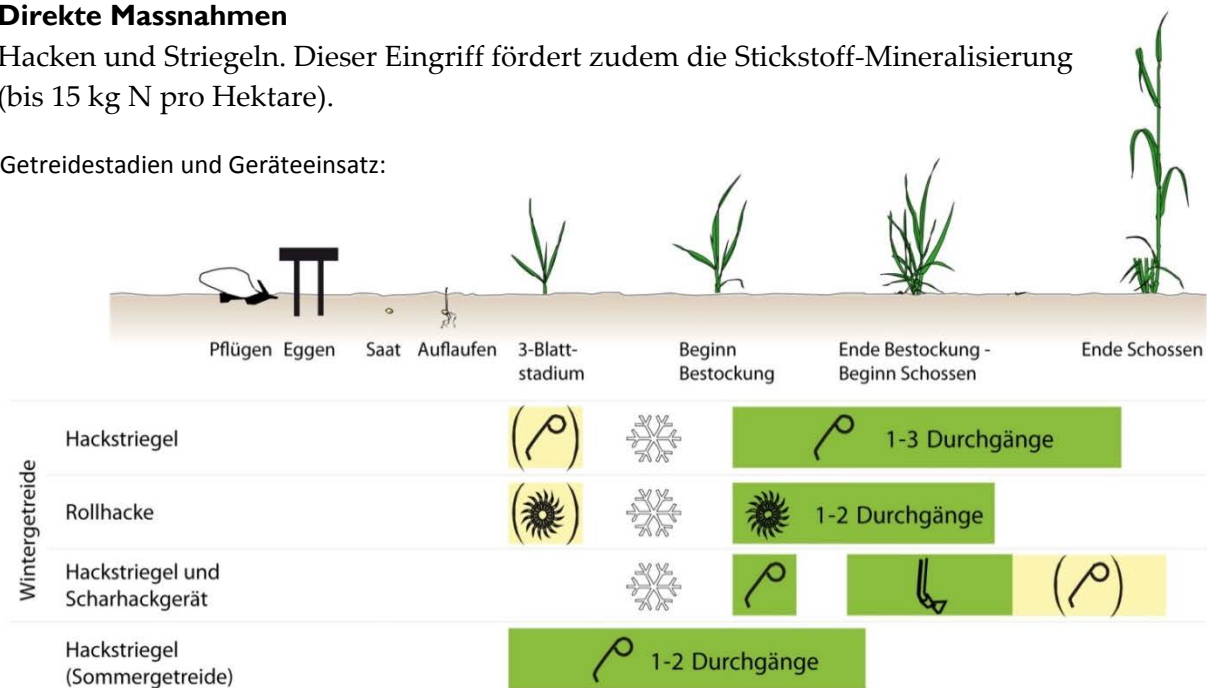 Direkte Massnahmen
Hacken und Striegeln. Dieser Eingriff fördert zudem die Stickstoff-Mineralisierung
(bis 15 kg N pro Hektare).
Getreidestadien und Geräteeinsatz:
Pflügen Eggen Saat Auflaufen 3-Blatt-
stadium
Beginn
Bestockung
Ende Bestockung -
Beginn Schossen
Ende Schossen
Wintergetreide
Hackstriegel
1-3 Durchgänge
Rollhacke
1-2 Durchgänge
Hackstriegel und
Scharhackgerät
Hackstriegel
(Sommergetreide)
1-2 Durchgänge